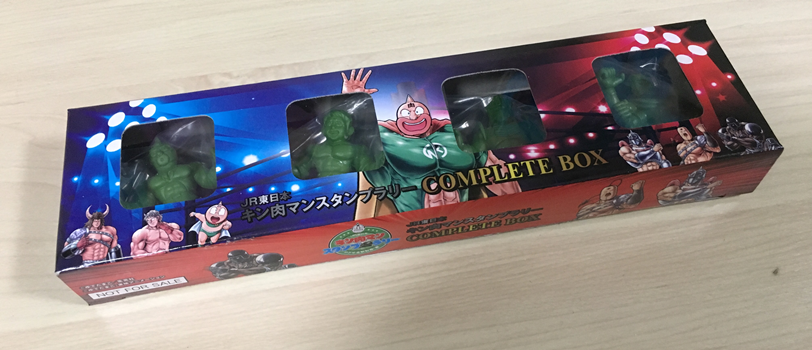 JR東日本
キン肉マンスタンプラリー COMPLETE BOX
JR東日本
キン肉マンスタンプラリー
COMPLETE BOX
NOT FOR SALE